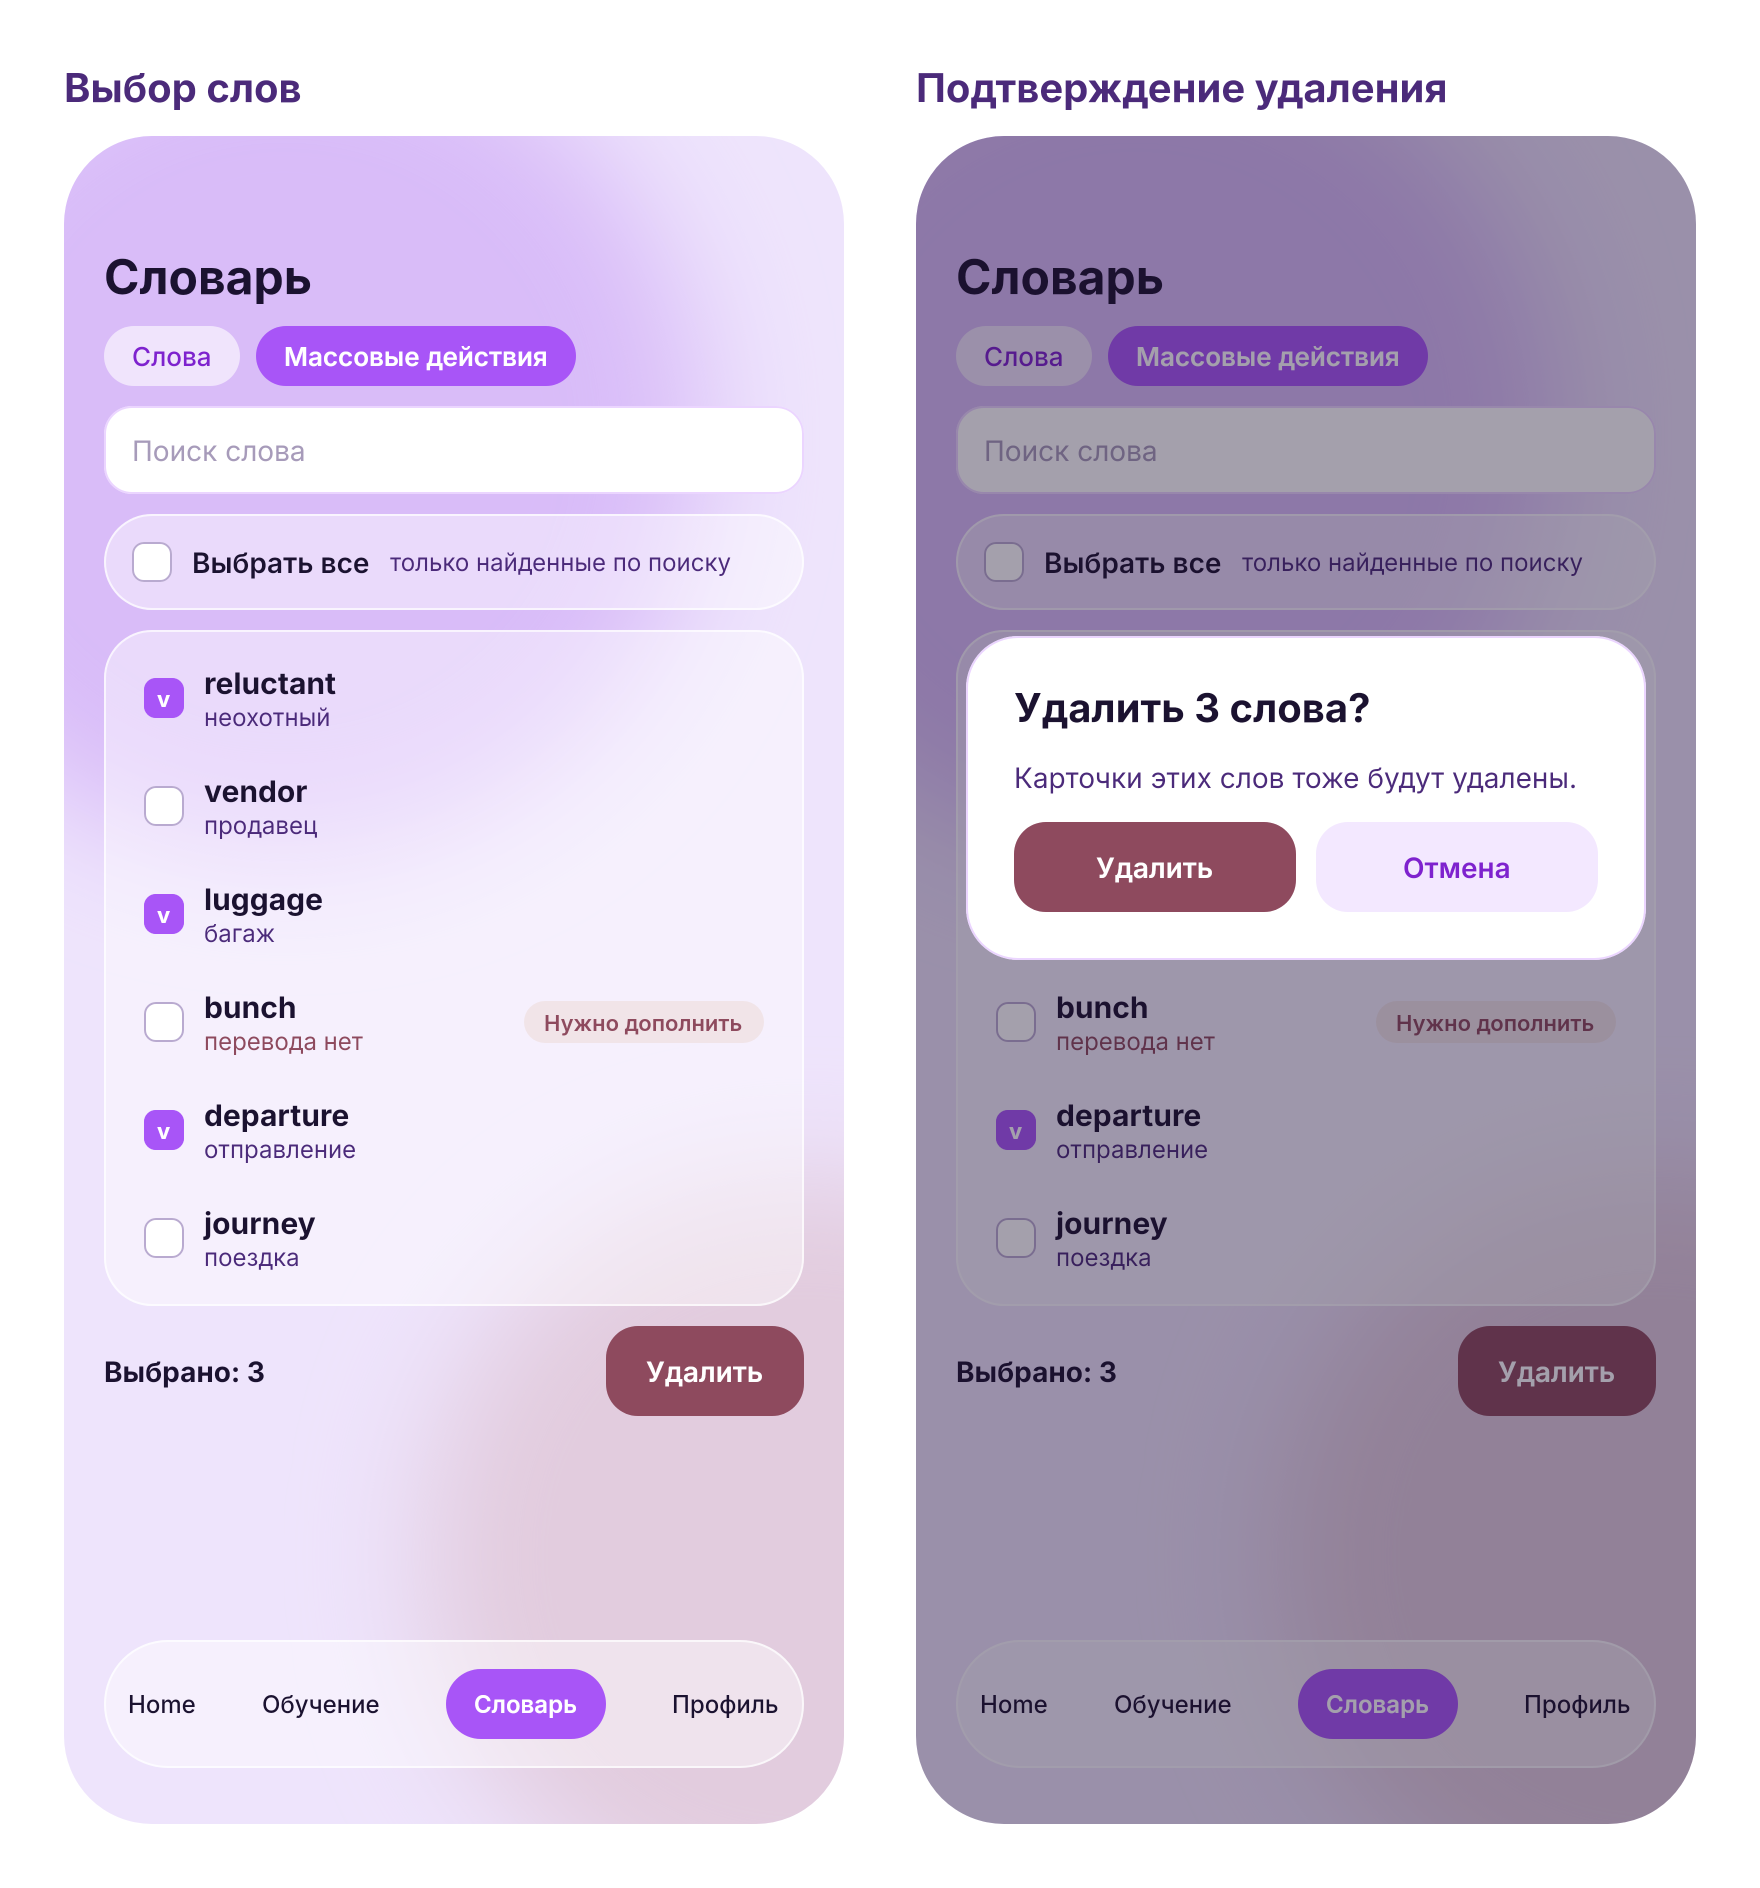 Выбор слов
Словарь
Слова
Массовые действия
Поиск слова
Выбрать все только найденные по поиску
v
reluctant
неохотный
vendor
продавец
v
luggage
багаж
bunch
перевода нет
Нужно дополнить
v
departure
отправление
journey
поездка
Выбрано: 3
Удалить
Home Обучение Словарь Профиль
Подтверждение удаления
Словарь
Слова
Массовые действия
Поиск слова
Выбрать все только найденные по поиску
Удалить 3 слова?
Карточки этих слов тоже будут удалены.
Удалить
Отмена
bunch
перевода нет
Нужно дополнить
v
departure
отправление
journey
поездка
Выбрано: 3
Удалить
Home Обучение Словарь Профиль